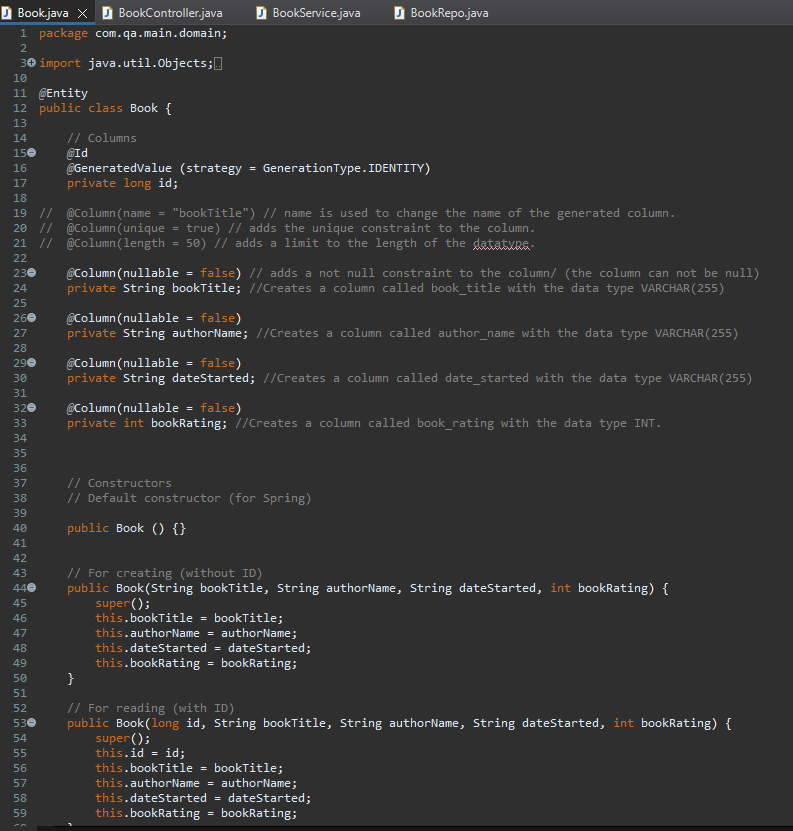 Book.java BookController.java BookService.java BookRepo.java
1 package com.qa.main.domain;
2
3 import java.util.Objects;
10
11 @Entity
12 public class Book {
13
14 // Columns
15 @Id
16 @GeneratedValue (strategy = GenerationType.IDENTITY)
17 private long id;
18
19 // @Column(name = "bookTitle") // name is used to change the name of the generated column.
20 // @Column(unique = true) // adds the unique constraint to the column.
21 // @Column(length = 50) // adds a limit to the length of the datatype.
22
23 @Column(nullable = false) // adds a not null constraint to the column/ (the column can not be null)
24 private String bookTitle; //Creates a column called book_title with the data type VARCHAR(255)
25
26 @Column(nullable = false)
27 private String authorName; //Creates a column called author_name with the data type VARCHAR(255)
28
29 @Column(nullable = false)
30 private String dateStarted; //Creates a column called date_started with the data type VARCHAR(255)
31
32 @Column(nullable = false)
33 private int bookRating; //Creates a column called book_rating with the data type INT.
34
35
36
37 // Constructors
38 // Default constructor (for Spring)
39
40 public Book () {}
41
42
43 // For creating (without ID)
44 public Book(String bookTitle, String authorName, String dateStarted, int bookRating) {
45 super();
46 this.bookTitle = bookTitle;
47 this.authorName = authorName;
48 this.dateStarted = dateStarted;
49 this.bookRating = bookRating;
50 }
51
52 // For reading (with ID)
53 public Book(long id, String bookTitle, String authorName, String dateStarted, int bookRating) {
54 super();
55 this.id = id;
56 this.bookTitle = bookTitle;
57 this.authorName = authorName;
58 this.dateStarted = dateStarted;
59 this.bookRating = bookRating;